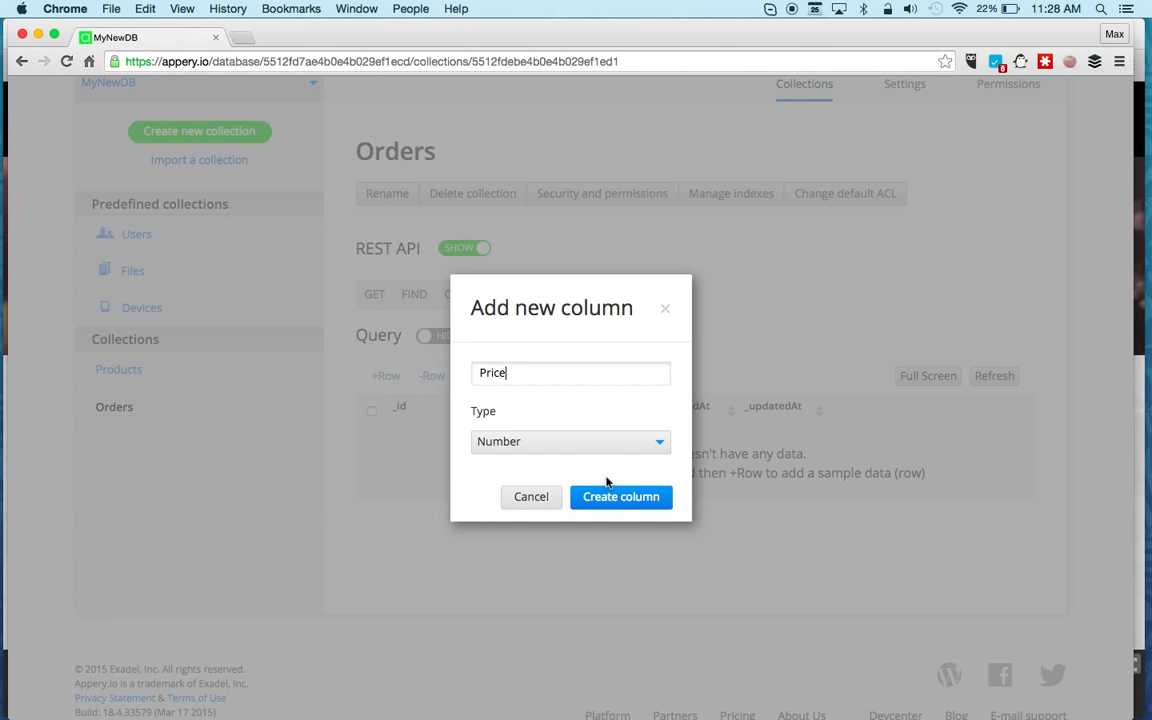 Chrome File Edit View History Bookmarks Window People Help 25 22% 11:28 AM
MyNewDB Max
https://appery.io/database/5512fd7ae4b0e4b029ef1ecd/collections/5512fdebe4b0e4b029ef1ed1 6
MyNewDB Collections Settings Permissions
Create new collection
Import a collection
Orders
Rename Delete collection Security and permissions Manage indexes Change default ACL
Predefined collections
Users
Files
Devices
Collections
Products
Orders
REST API SHOW
GET FIND
Query
+Row -Row Full Screen Refresh
_id _updatedAt
any data.
then +Row to add a sample data (row)
Add new column ×
Price
Type
Number
Cancel Create column
© 2015 Exadel, Inc. All rights reserved.
Appery.io is a trademark of Exadel, Inc.
Privacy Statement & Terms of Use
Build: 18.4.33579 (Mar 17 2015)
Platform Partners Pricing About Us Devcenter Blog E-mail support